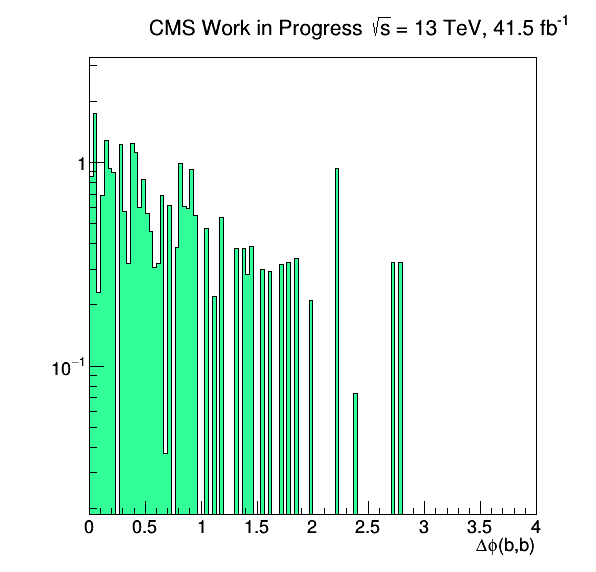 CMS Work in Progress √s = 13 TeV, 41.5 fb⁻¹
1
10⁻¹
0 0.5 1 1.5 2 2.5 3 3.5 4
Δϕ(b,b)